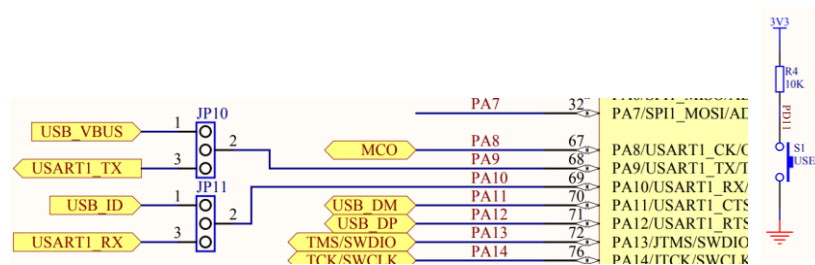 3V3
R4
10K
PD11
S1
USE
PA7
32
PA7/SPI1_MOSI/AD
JP10
USB_VBUS
1
2
USART1_TX
3
MCO
PA8
67
PA8/USART1_CK/
PA9
68
PA9/USART1_TX/T
JP11
PA10
69
PA10/USART1_RX/
USB_ID
1
2
USART1_RX
3
USB_DM
PA11
70
PA11/USART1_CTS
USB_DP
PA12
71
PA12/USART1_RTS
TMS/SWDIO
PA13
72
PA13/JTMS/SWDIO
TCK/SWCLK
PA14
76
PA14/JTCK/SWCLK